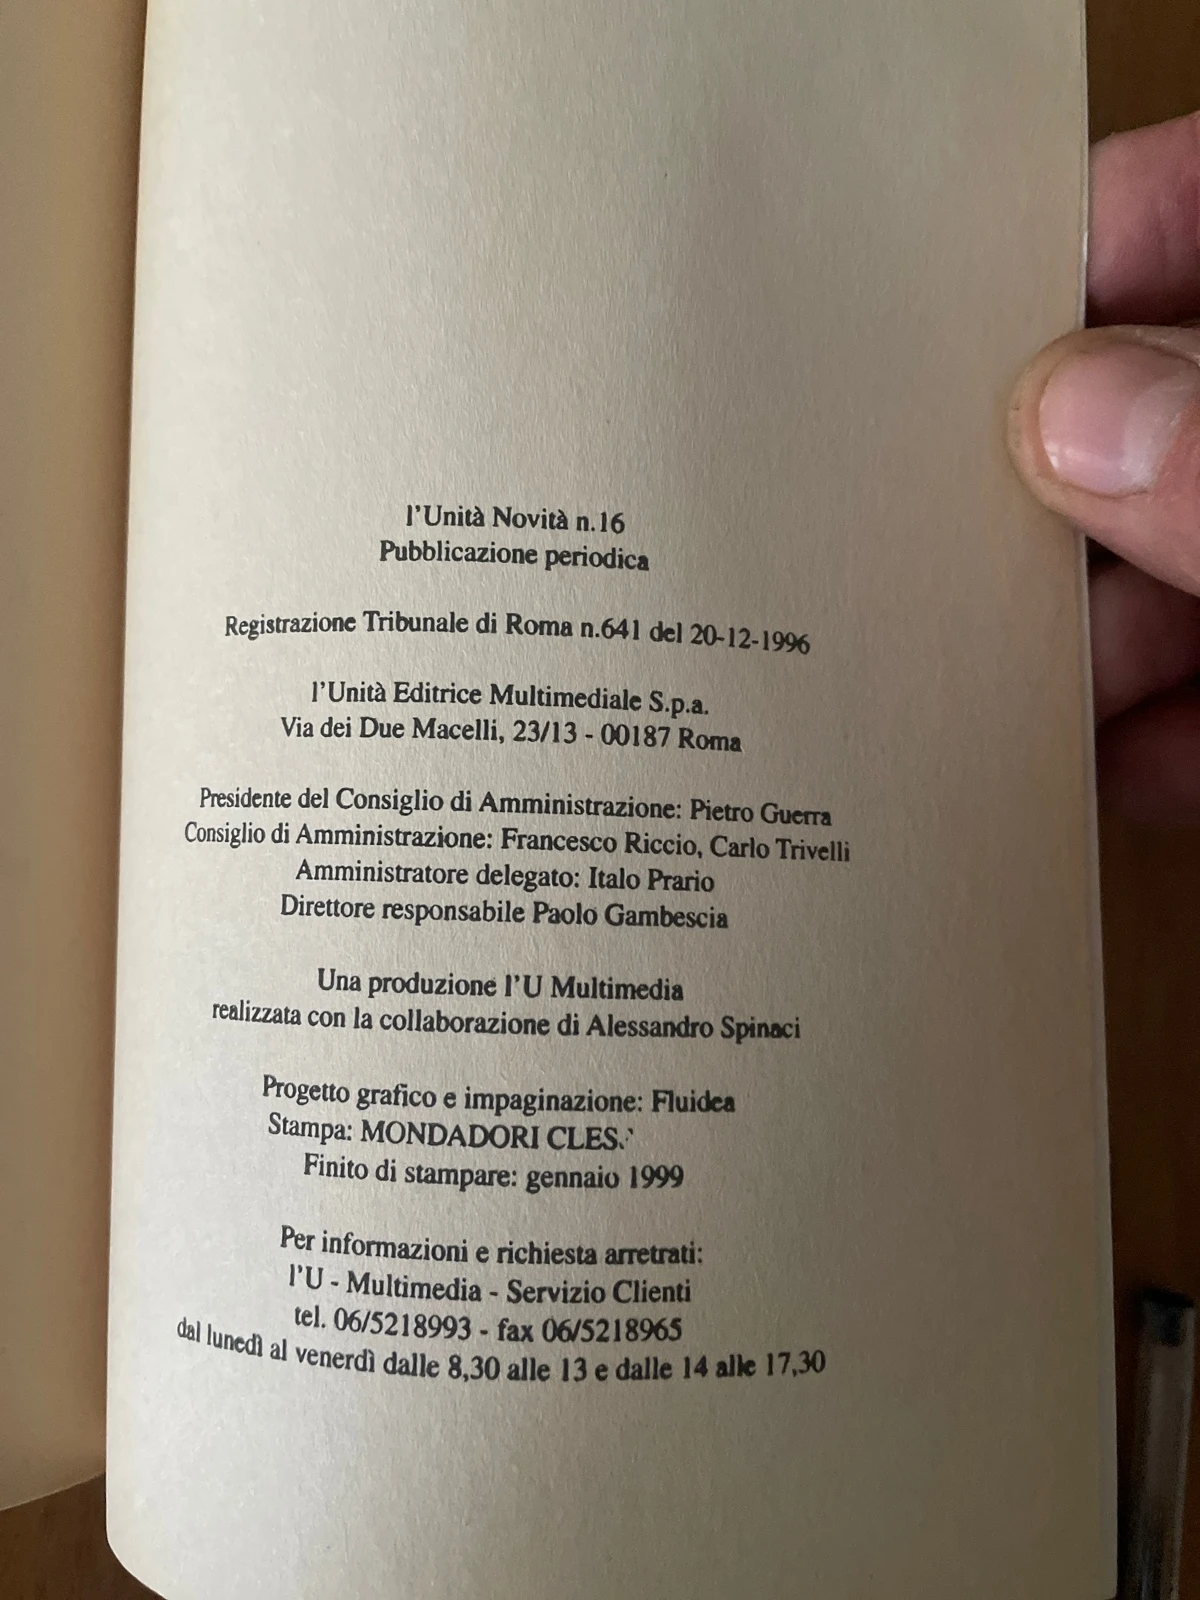 l'Unità Novità n.16
Pubblicazione periodica
Registrazione Tribunale di Roma n.641 del 20-12-1996
l'Unità Editrice Multimediale S.p.a.
Via dei Due Macelli, 23/13 - 00187 Roma
Presidente del Consiglio di Amministrazione: Pietro Guerra
Consiglio di Amministrazione: Francesco Riccio, Carlo Trivelli
Amministratore delegato: Italo Prario
Direttore responsabile Paolo Gambescia
Una produzione l'U Multimedia
realizzata con la collaborazione di Alessandro Spinaci
Progetto grafico e impaginazione: Fluidea
Stampa: MONDADORI
Finito di stampare: gennaio 1999
Per informazioni e richiesta arretrati:
l'U - Multimedia - Servizio Clienti
tel. 06/5218993 - fax 06/5218965
dal lunedì al venerdì dalle 8,30 alle 13 e dalle 14 alle 17,30